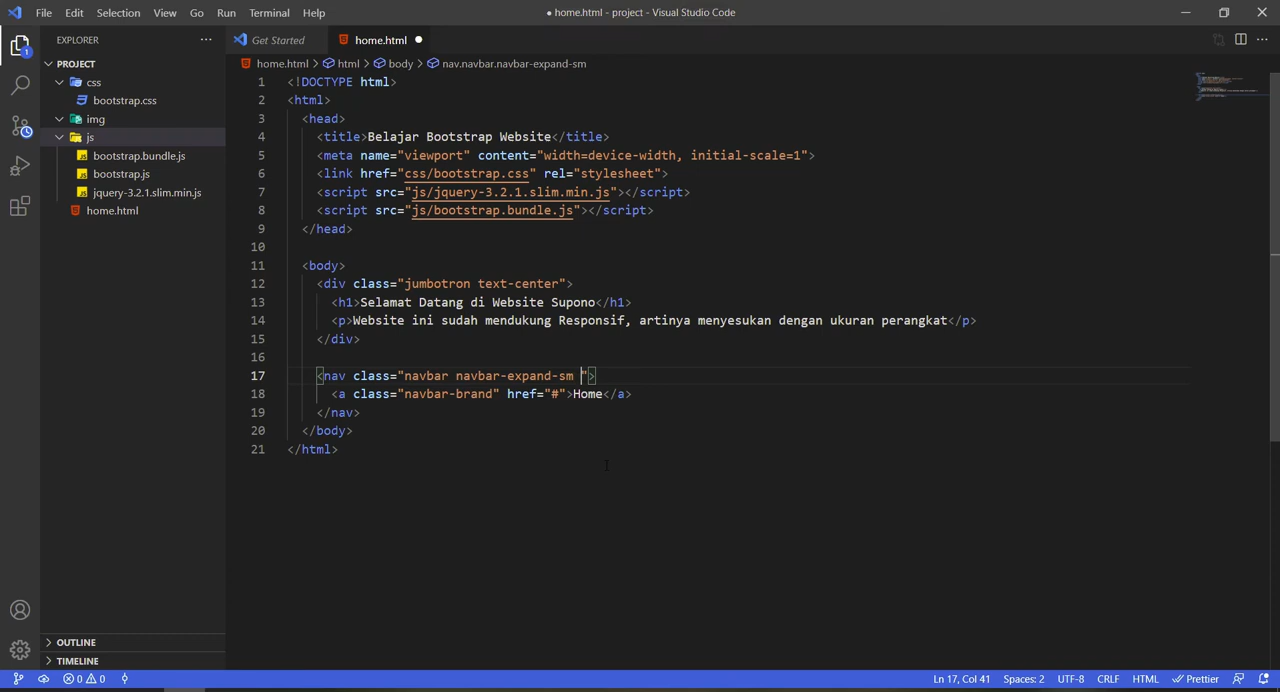 File Edit Selection View Go Run Terminal Help
● home.html - project - Visual Studio Code
EXPLORER
Get Started
home.html
home.html > html > body > nav.navbar.navbar-expand-sm
1
PROJECT
css
bootstrap.css
img
js
bootstrap.bundle.js
bootstrap.js
jquery-3.2.1.slim.min.js
home.html
OUTLINE
TIMELINE
1 <!DOCTYPE html>
2 <html>
3 <head>
4 <title>Belajar Bootstrap Website</title>
5 <meta name="viewport" content="width=device-width, initial-scale=1">
6 <link href="css/bootstrap.css" rel="stylesheet">
7 <script src="js/jquery-3.2.1.slim.min.js"></script>
8 <script src="js/bootstrap.bundle.js"></script>
9 </head>
10
11 <body>
12 <div class="jumbotron text-center">
13 <h1>Selamat Datang di Website Supono</h1>
14 <p>Website ini sudah mendukung Responsif, artinya menyesukan dengan ukuran perangkat</p>
15 </div>
16
17 <nav class="navbar navbar-expand-sm ">
18 <a class="navbar-brand" href="#">Home</a>
19 </nav>
20 </body>
21 </html>
0 0
Ln 17, Col 41 Spaces: 2 UTF-8 CRLF HTML Prettier